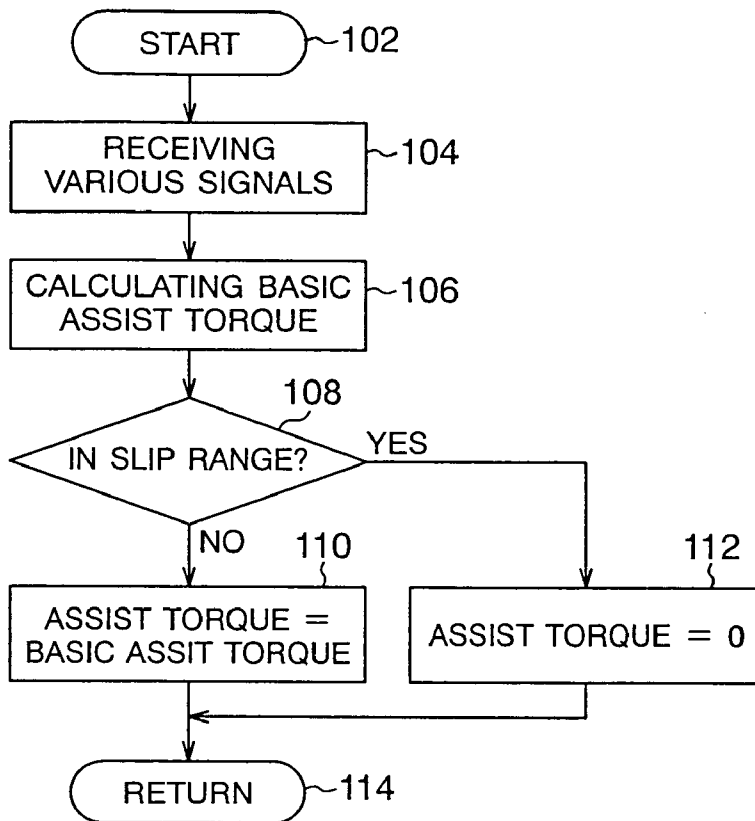 START
102
RECEIVING
VARIOUS SIGNALS
104
CALCULATING BASIC
ASSIST TORQUE
106
108
IN SLIP RANGE?
YES
NO
110
ASSIST TORQUE =
BASIC ASSIT TORQUE
112
ASSIST TORQUE = 0
RETURN
114